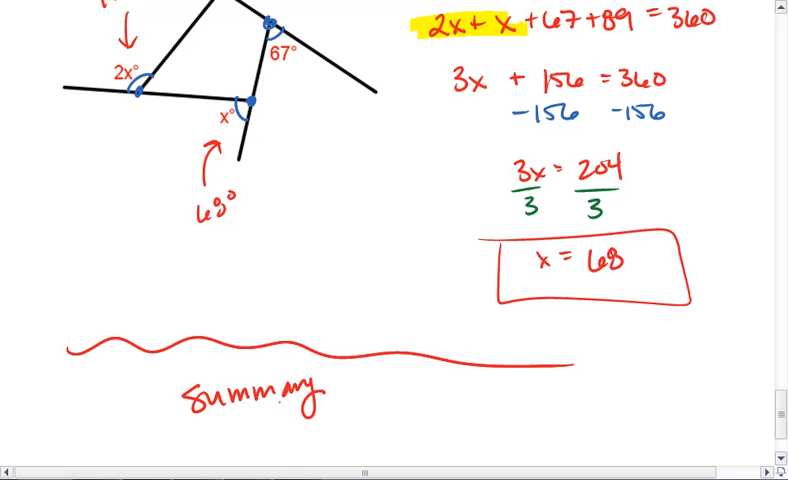 2x + x + 67 + 89 = 360
67°
2x°
3x + 156 = 360
-156 -156
x°
3x = 204
3 3
68°
x = 68
Summary